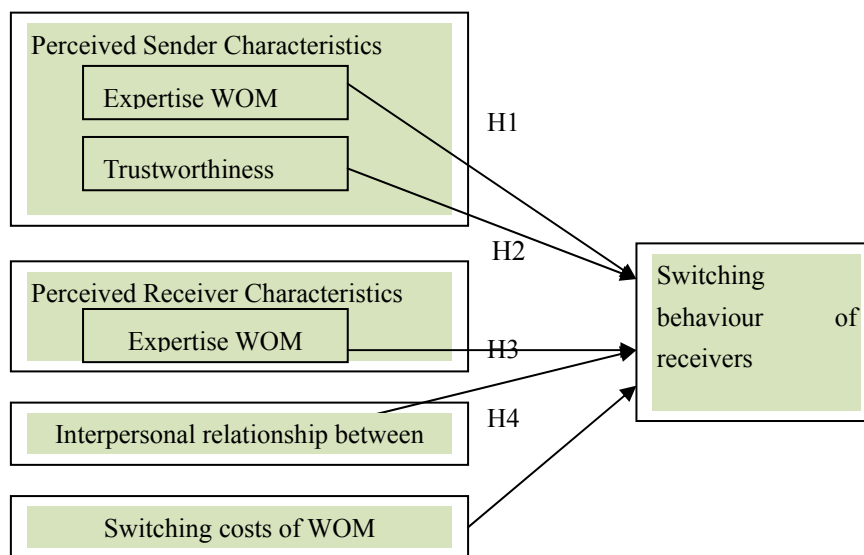 Perceived Sender Characteristics
Expertise WOM
Trustworthiness
H1
H2
Perceived Receiver Characteristics
Expertise WOM
H3
Interpersonal relationship between
H4
Switching costs of WOM
Switching
behaviour of
receivers